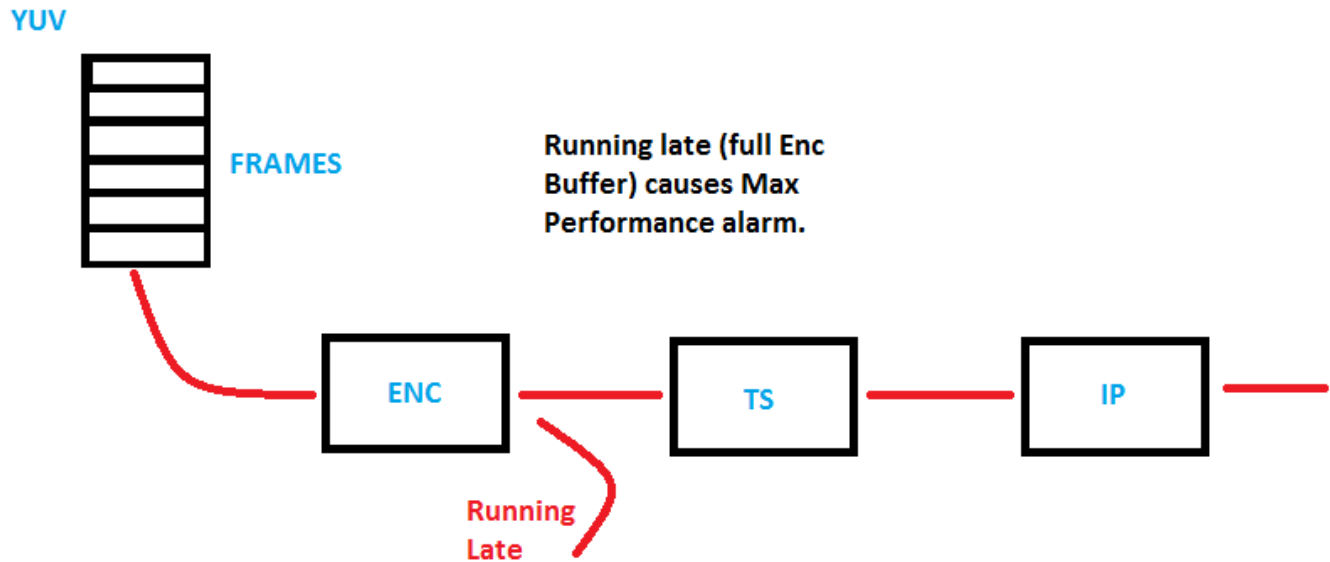 YUV
FRAMES
Running late (full Enc
Buffer) causes Max
Performance alarm.
ENC
TS
IP
Running
Late